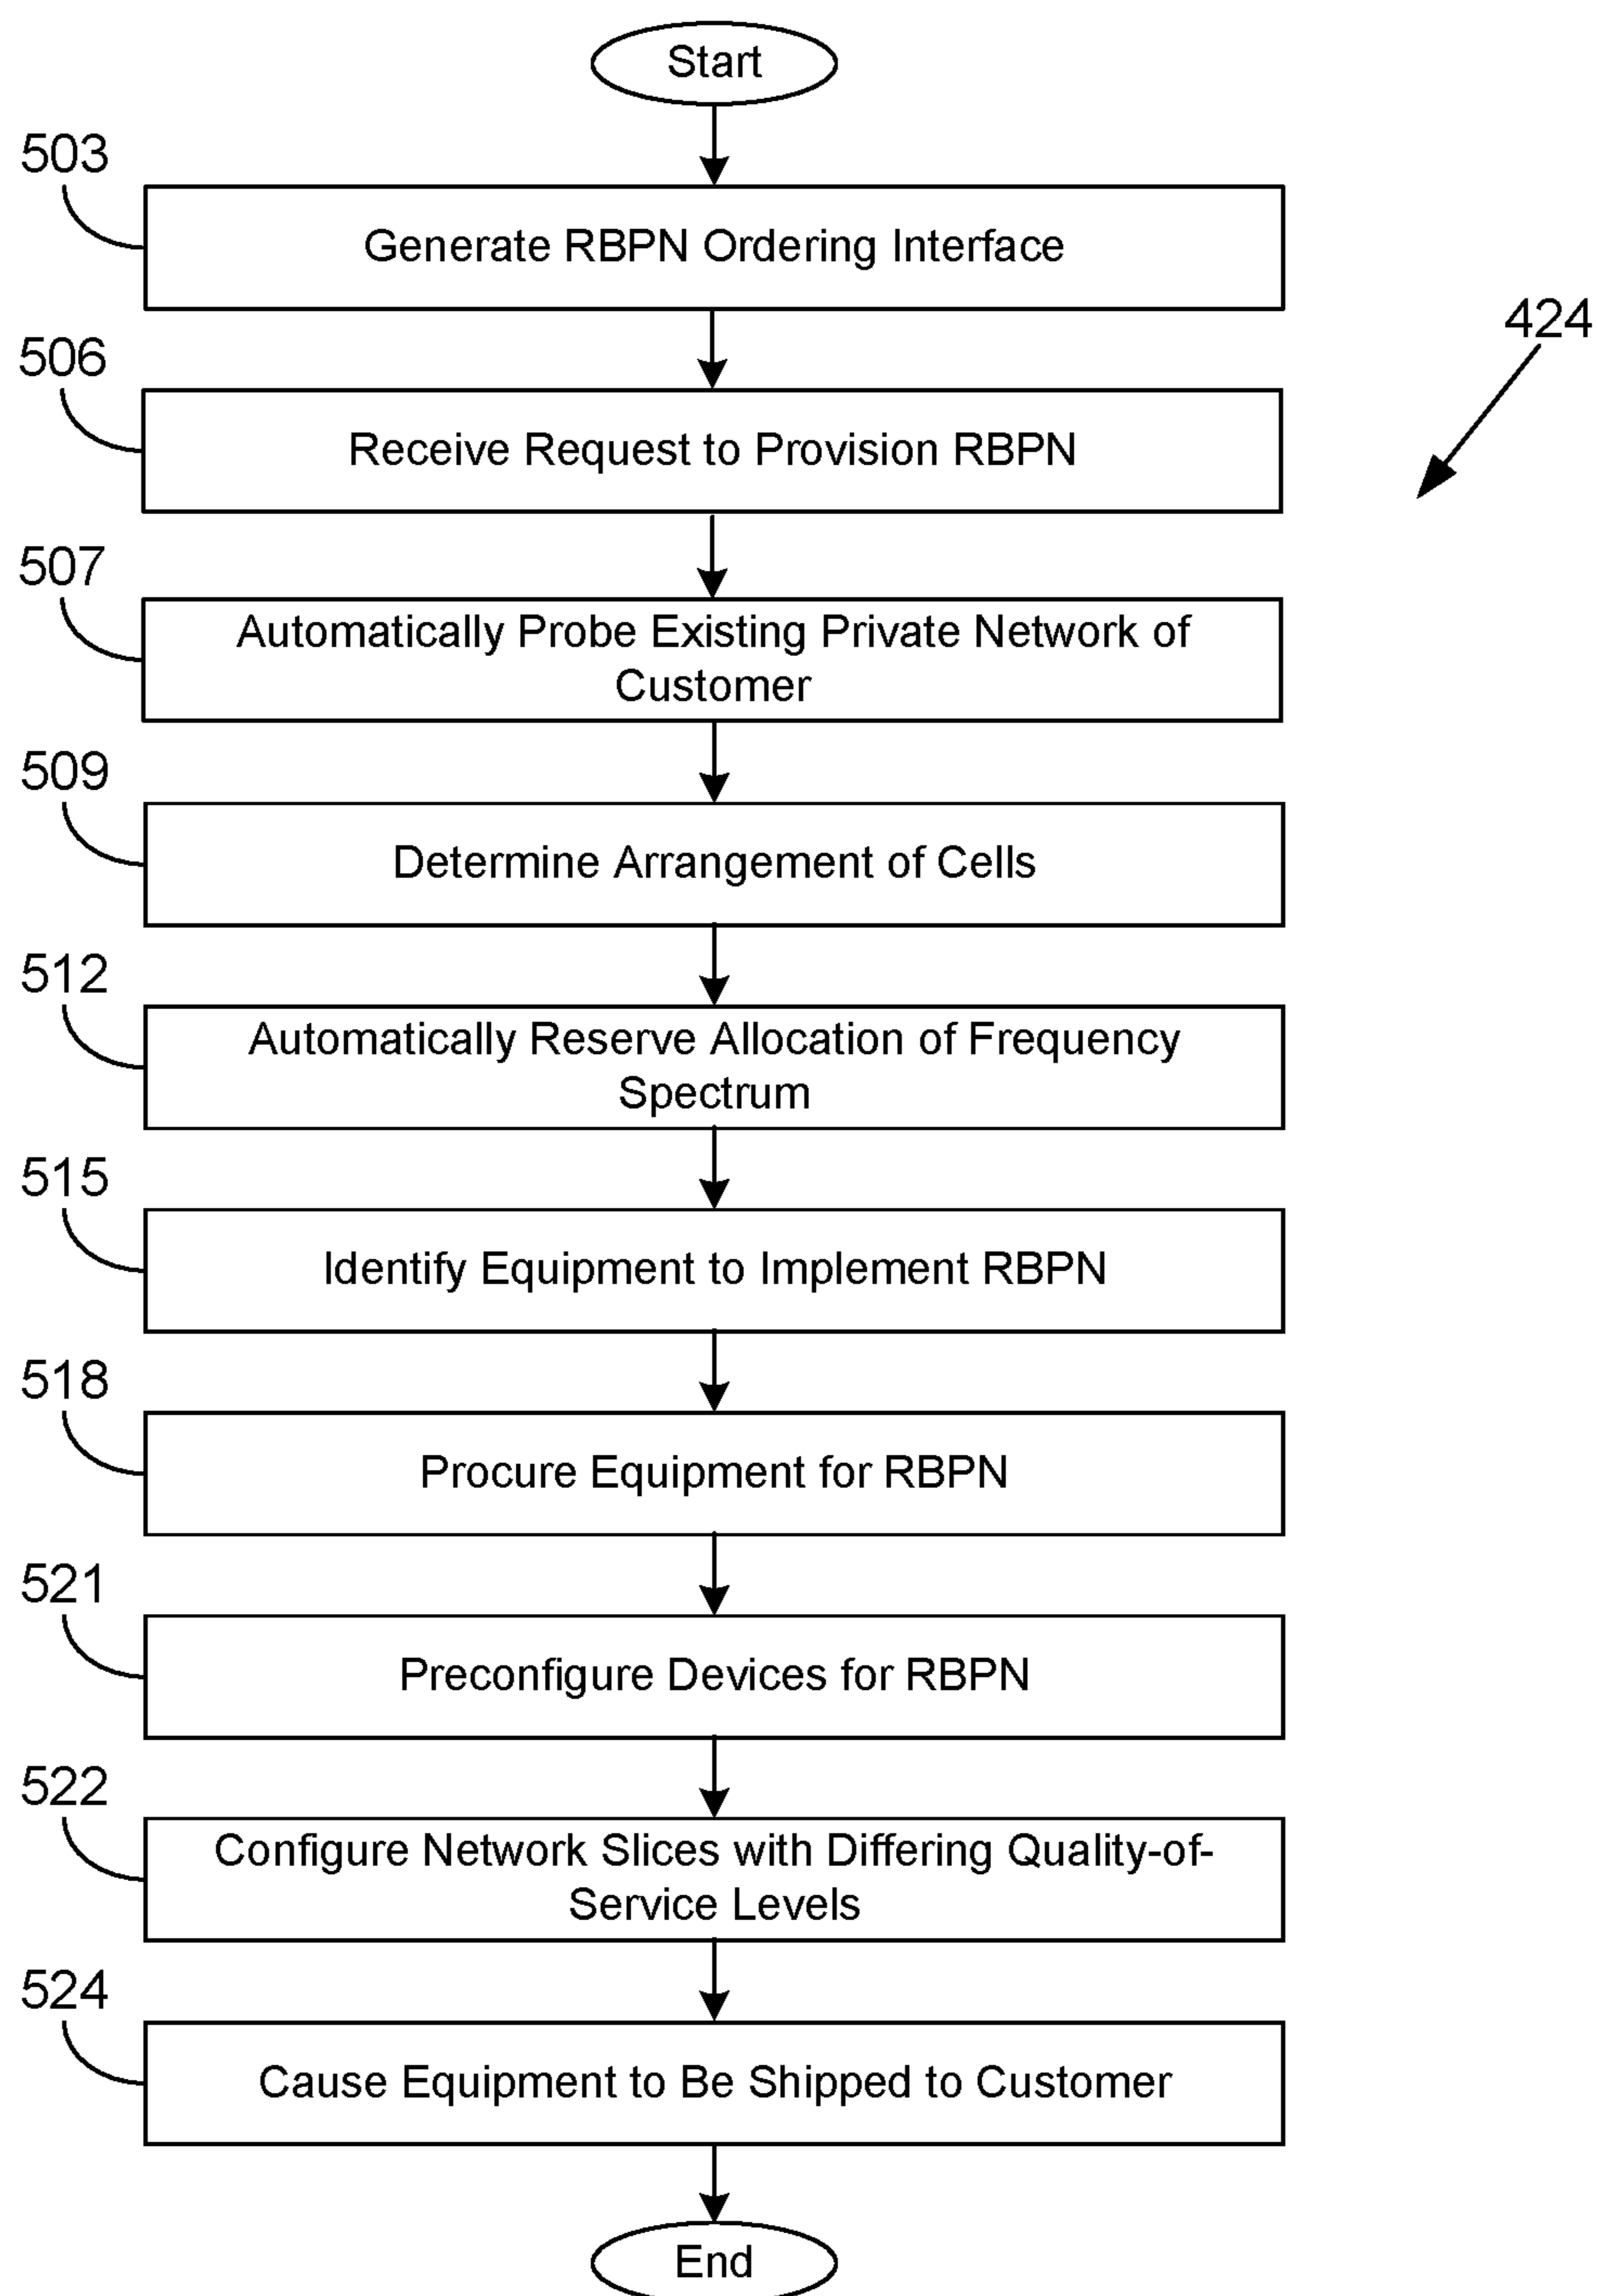 Start
503
Generate RBPN Ordering Interface
424
506
Receive Request to Provision RBPN
507
Automatically Probe Existing Private Network of
Customer
509
Determine Arrangement of Cells
512
Automatically Reserve Allocation of Frequency
Spectrum
515
Identify Equipment to Implement RBPN
518
Procure Equipment for RBPN
521
Preconfigure Devices for RBPN
522
Configure Network Slices with Differing Quality-of-
Service Levels
524
Cause Equipment to Be Shipped to Customer
End